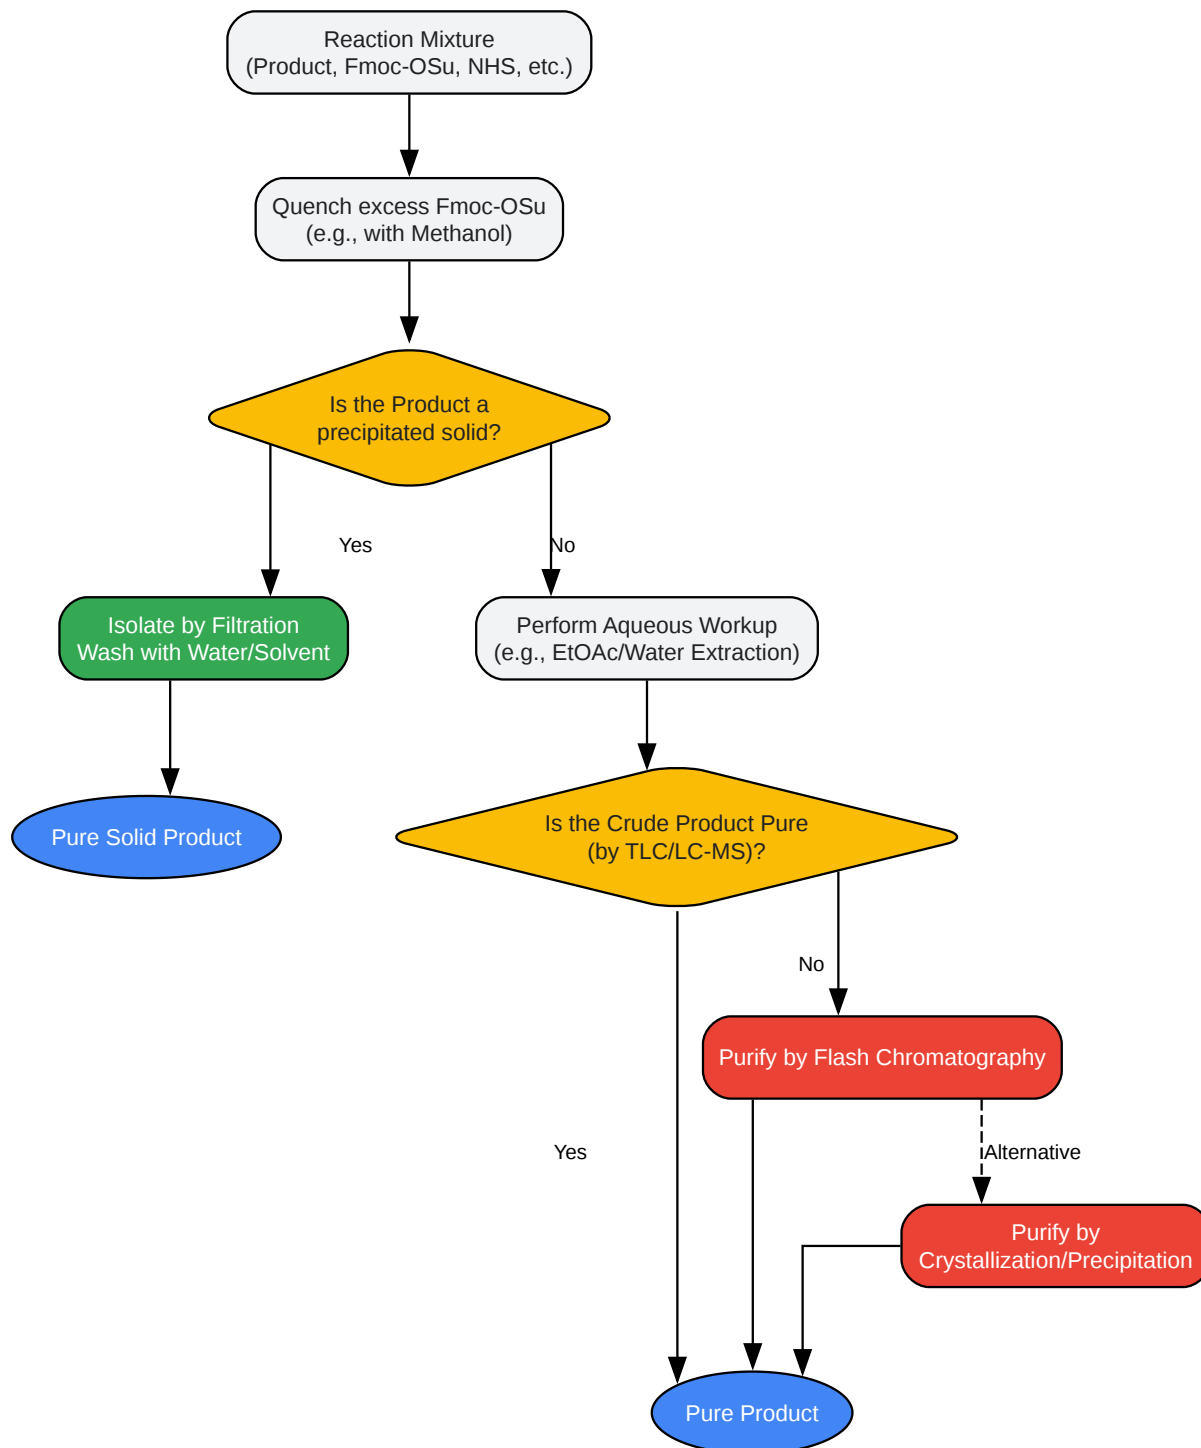 Reaction Mixture
(Product, Fmoc-OSu, NHS, etc.)
Quench excess Fmoc-OSu
(e.g., with Methanol)
Is the Product a
precipitated solid?
Yes
No
Isolate by Filtration
Wash with Water/Solvent
Perform Aqueous Workup
(e.g., EtOAc/Water Extraction)
Pure Solid Product
Is the Crude Product Pure
(by TLC/LC-MS)?
No
Purify by Flash Chromatography
Yes
Alternative
Purify by
Crystallization/Precipitation
Pure Product